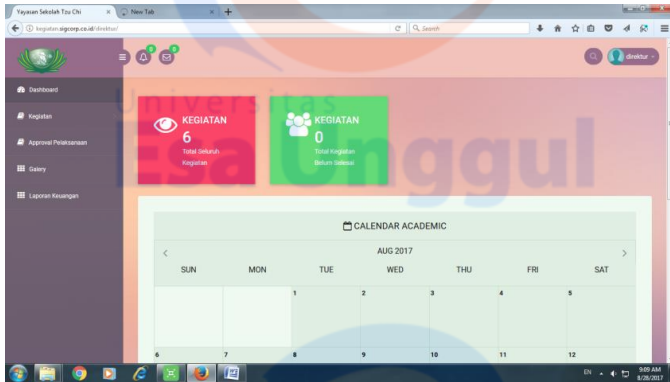 Yayasan Sekolah Tzu Chi
New Tab
kegiatan.sigcorp.co.id/direktur/
Search
0
0
direktur
Dashboard
Kegiatan
Approval Pelaksanaan
Galery
Laporan Keuangan
Universitas
Esa Unggul
KEGIATAN
6
Total Seluruh
Kegiatan
KEGIATAN
0
Total Kegiatan
Belum Selesai
CALENDAR ACADEMIC
AUG 2017
SUN MON TUE WED THU FRI SAT
1 2 3 4 5
6 7 8 9 10 11 12
EN
9:09 AM
8/28/2017